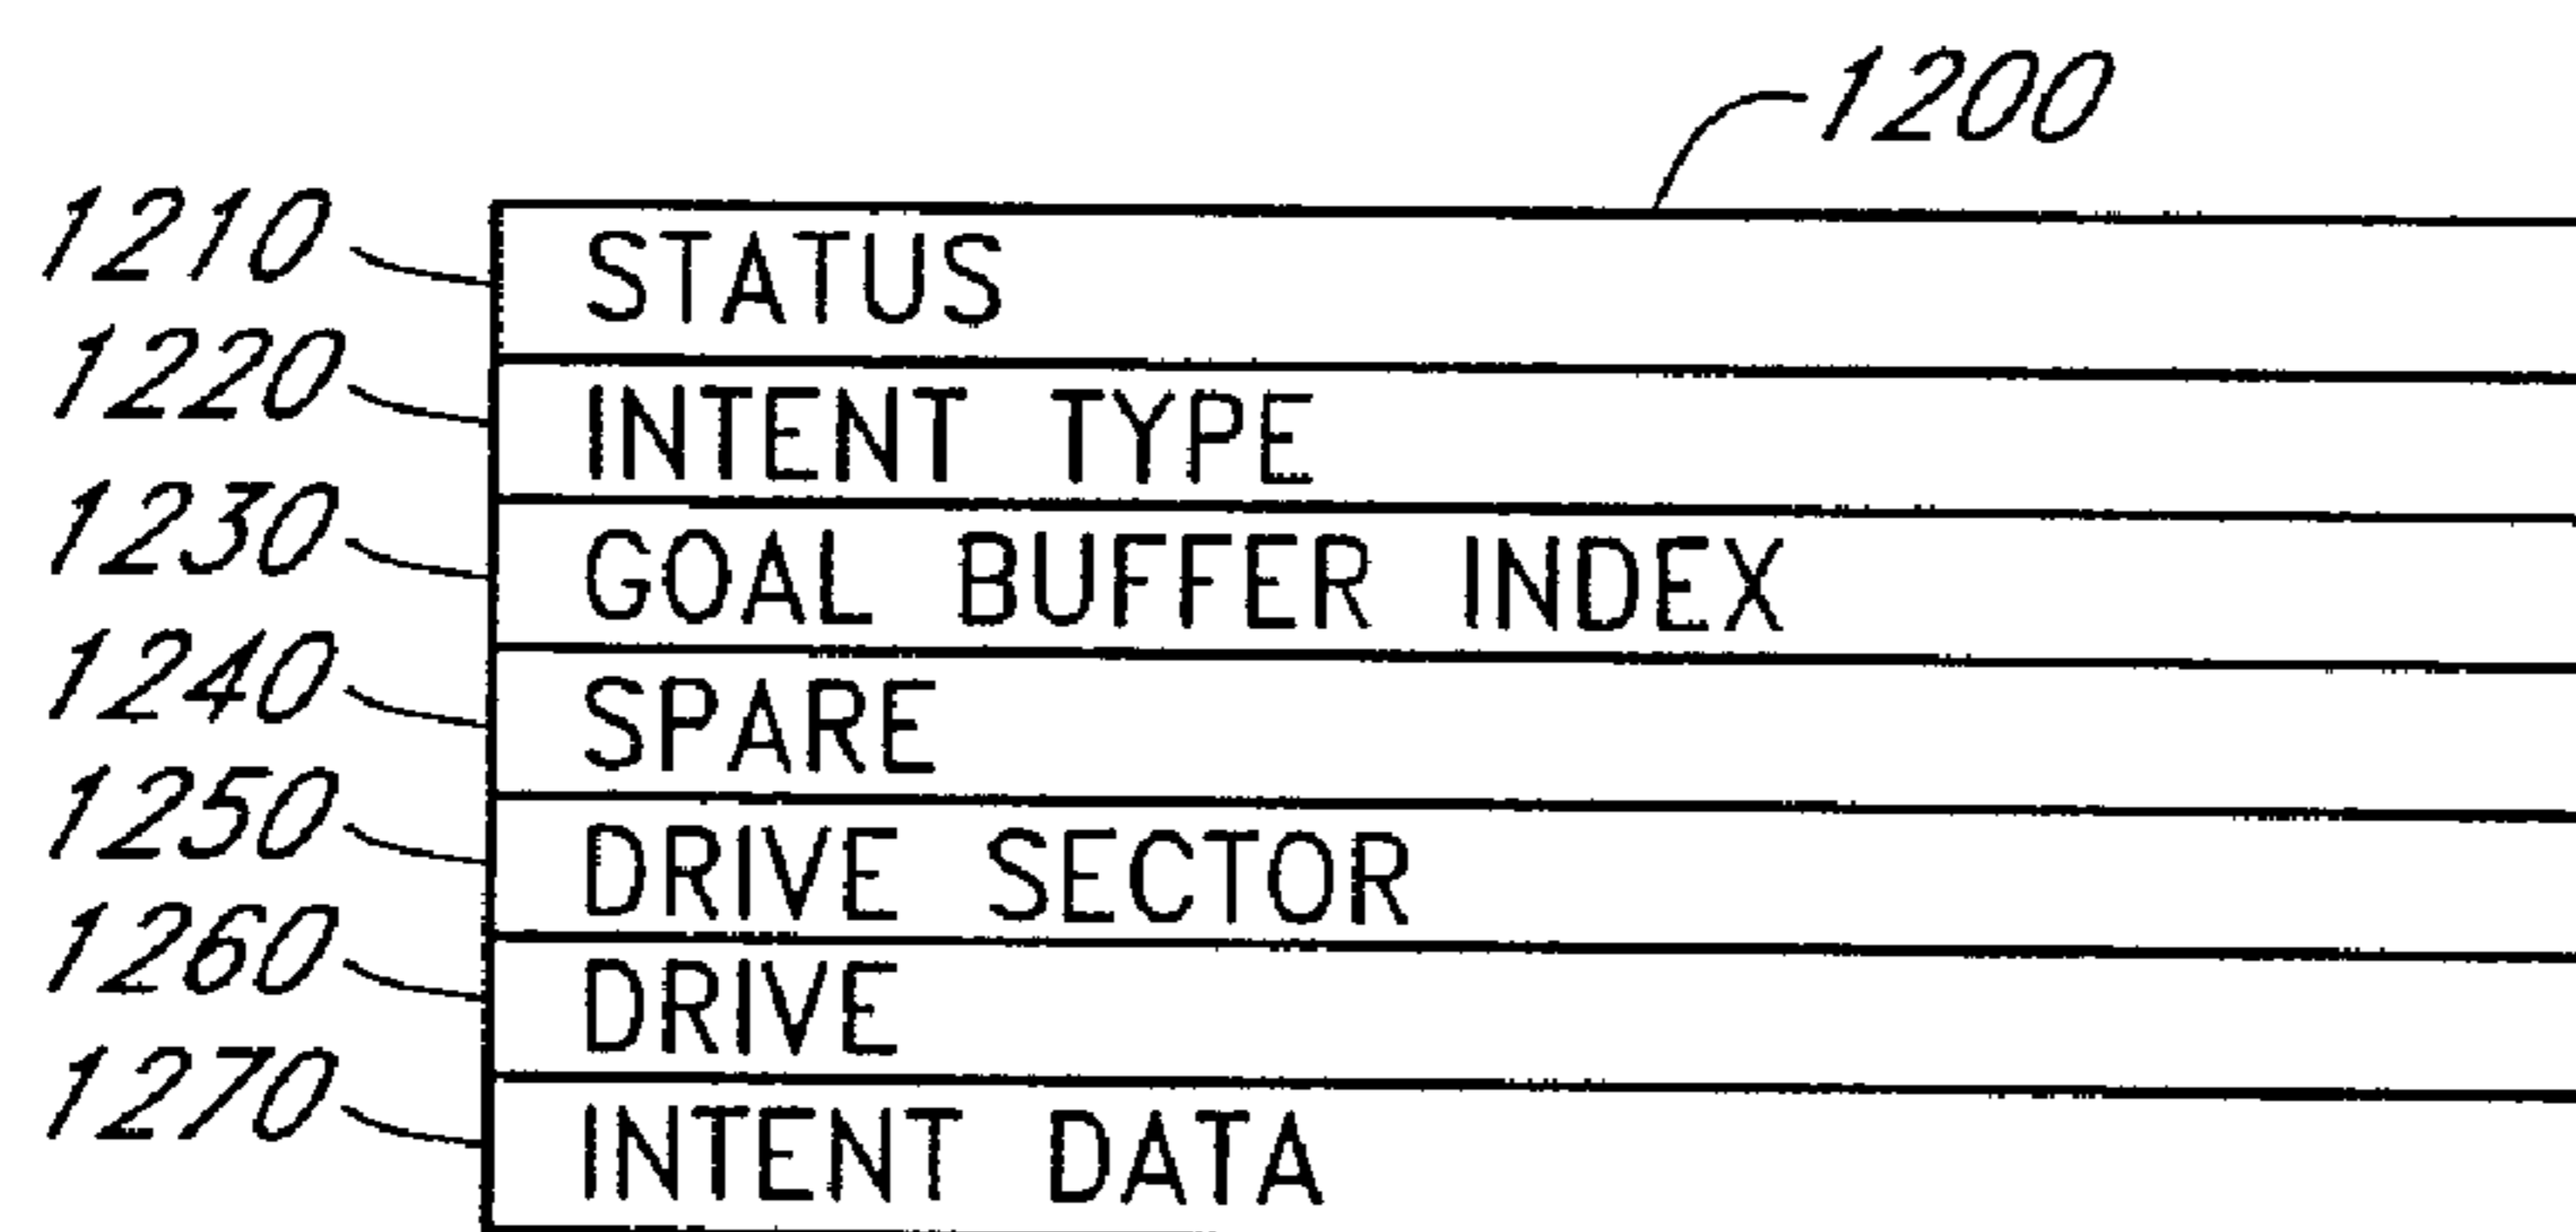 1200
1210 STATUS
1220 INTENT TYPE
1230 GOAL BUFFER INDEX
1240 SPARE
1250 DRIVE SECTOR
1260 DRIVE
1270 INTENT DATA